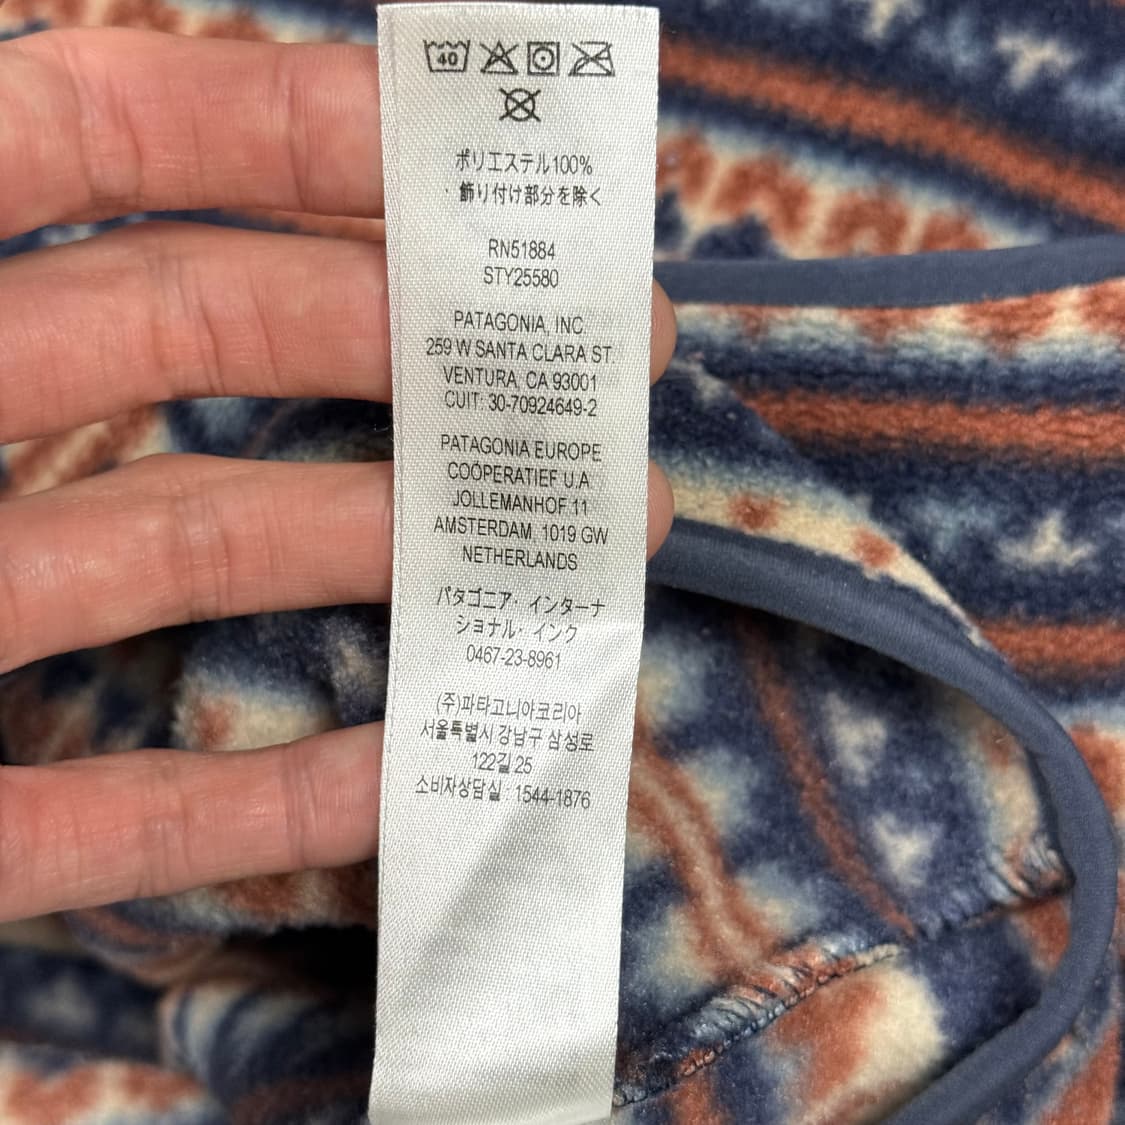 40
ポリエステル100%
・飾り付け部分を除く
RN51884
STY25580
PATAGONIA, INC.
259 W SANTA CLARA ST.
VENTURA, CA 93001
CUIT: 30-70924649-2
PATAGONIA EUROPE
COÖPERATIEF U.A.
JOLLEMANHOF 11
AMSTERDAM, 1019 GW
NETHERLANDS
パタゴニア・インターナ
ショナル・インク
0467-23-8961
(주)파타고니아코리아
서울특별시 강남구 삼성로
122길 25
소비자상담실 : 1544-1876